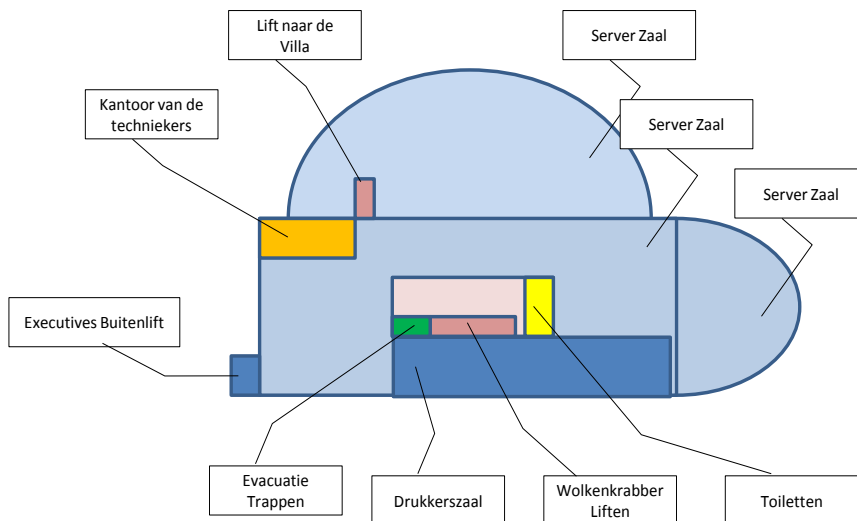 Lift naar de
Villa
Server Zaal
Kantoor van de
techniekers
Server Zaal
Server Zaal
Executives Buitenlift
Evacuatie
Trappen
Drukkerszaal
Wolkenkrabber
Liften
Toiletten